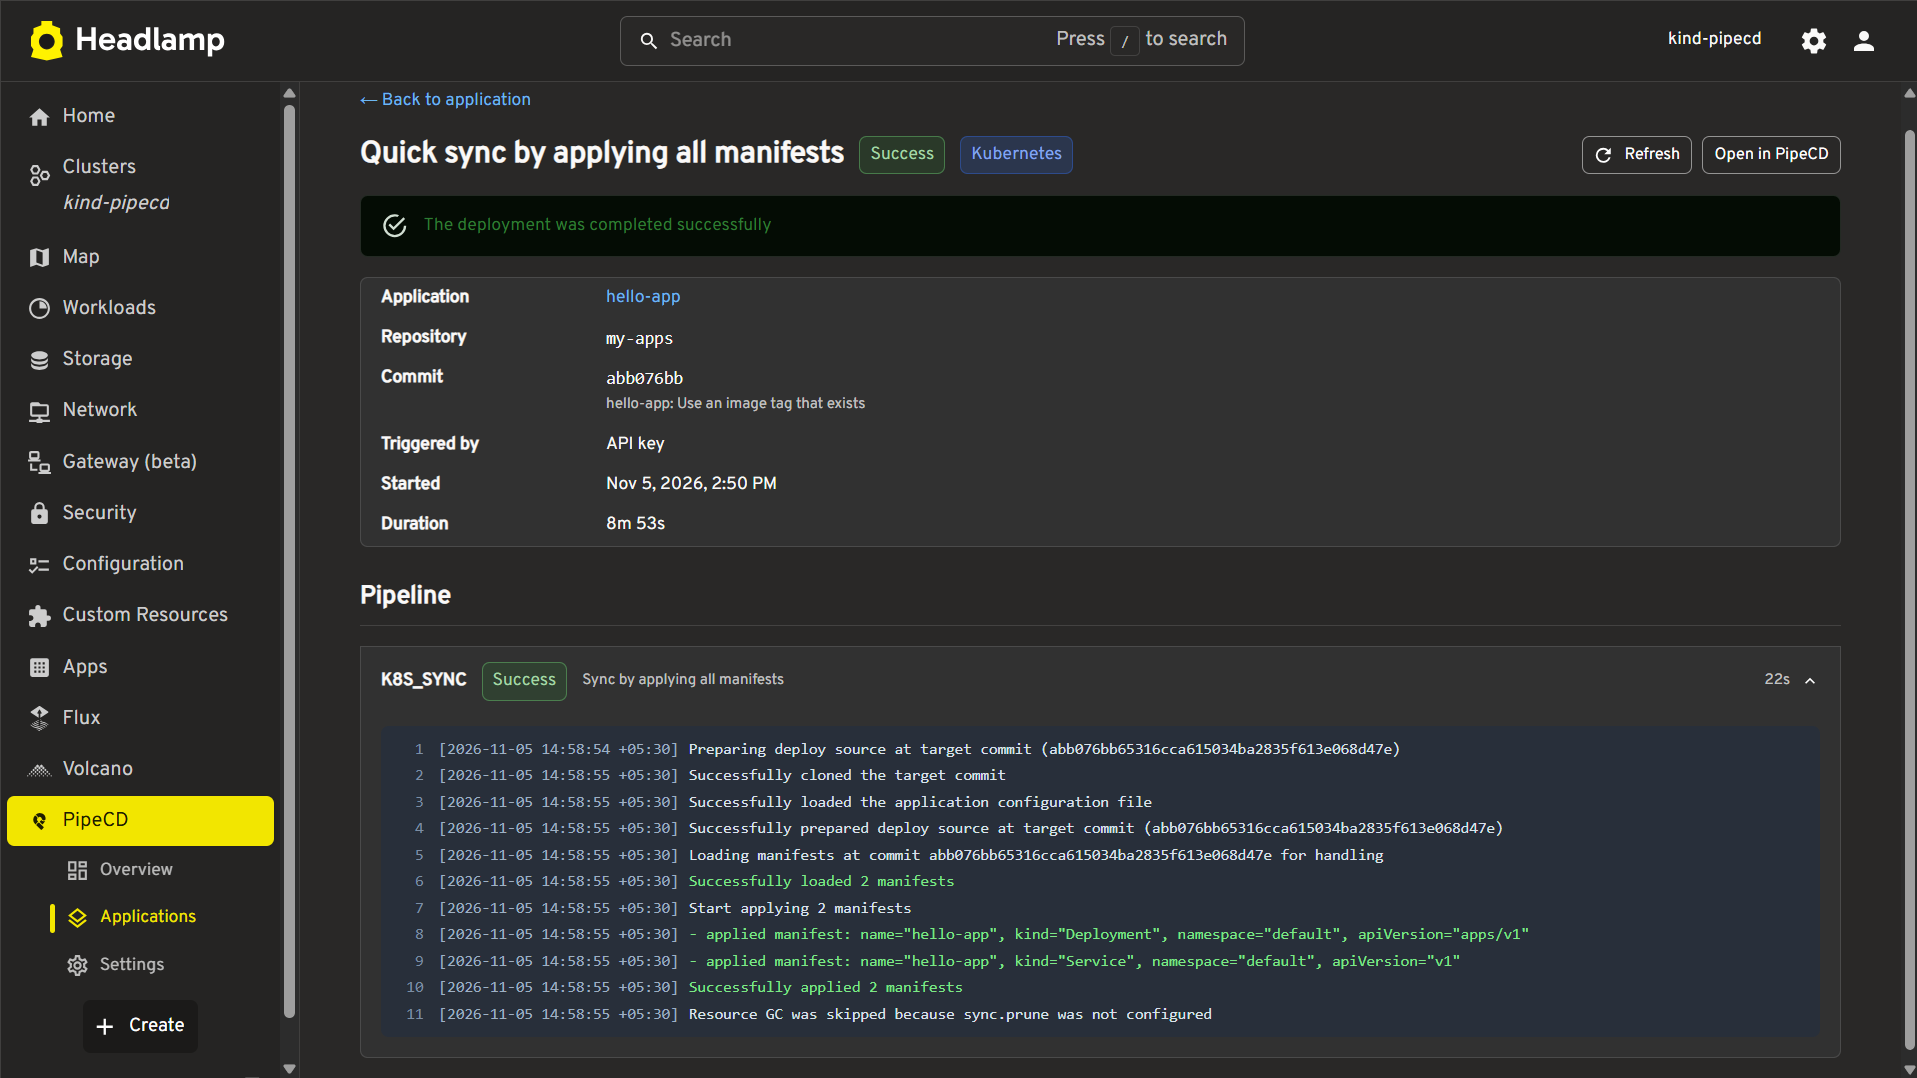 Headlamp
Search
Press / to search
kind-pipecd
Home
Clusters
kind-pipecd
Map
Workloads
Storage
Network
Gateway (beta)
Security
Configuration
Custom Resources
Apps
Flux
Volcano
PipeCD
Overview
Applications
Settings
Create
← Back to application
Quick sync by applying all manifests
Success
Kubernetes
Refresh
Open in PipeCD
The deployment was completed successfully
Application hello-app
Repository my-apps
Commit abb076bb
hello-app: Use an image tag that exists
Triggered by API key
Started Nov 5, 2026, 2:50 PM
Duration 8m 53s
Pipeline
K8S_SYNC Success Sync by applying all manifests 22s
1 [2026-11-05 14:58:54 +05:30] Preparing deploy source at target commit (abb076bb65316cca615034ba2835f613e068d47e)
2 [2026-11-05 14:58:55 +05:30] Successfully cloned the target commit
3 [2026-11-05 14:58:55 +05:30] Successfully loaded the application configuration file
4 [2026-11-05 14:58:55 +05:30] Successfully prepared deploy source at target commit (abb076bb65316cca615034ba2835f613e068d47e)
5 [2026-11-05 14:58:55 +05:30] Loading manifests at commit abb076bb65316cca615034ba2835f613e068d47e for handling
6 [2026-11-05 14:58:55 +05:30] Successfully loaded 2 manifests
7 [2026-11-05 14:58:55 +05:30] Start applying 2 manifests
8 [2026-11-05 14:58:55 +05:30] - applied manifest: name="hello-app", kind="Deployment", namespace="default", apiVersion="apps/v1"
9 [2026-11-05 14:58:55 +05:30] - applied manifest: name="hello-app", kind="Service", namespace="default", apiVersion="v1"
10 [2026-11-05 14:58:55 +05:30] Successfully applied 2 manifests
11 [2026-11-05 14:58:55 +05:30] Resource GC was skipped because sync.prune was not configured